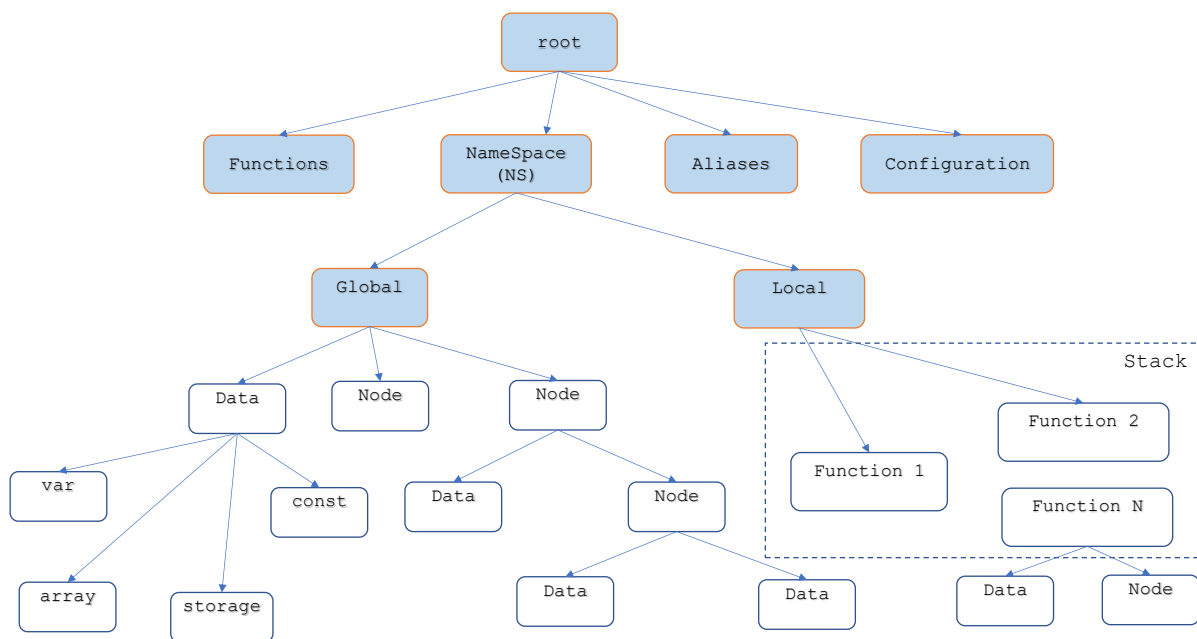 root
Functions
NameSpace
(NS)
Aliases
Configuration
Global
Local
Stack
Data
Node
Node
Function 2
Function 1
var
const
Data
Node
Function N
array
storage
Data
Data
Data
Node